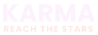 KARMA
REACH THE STARS